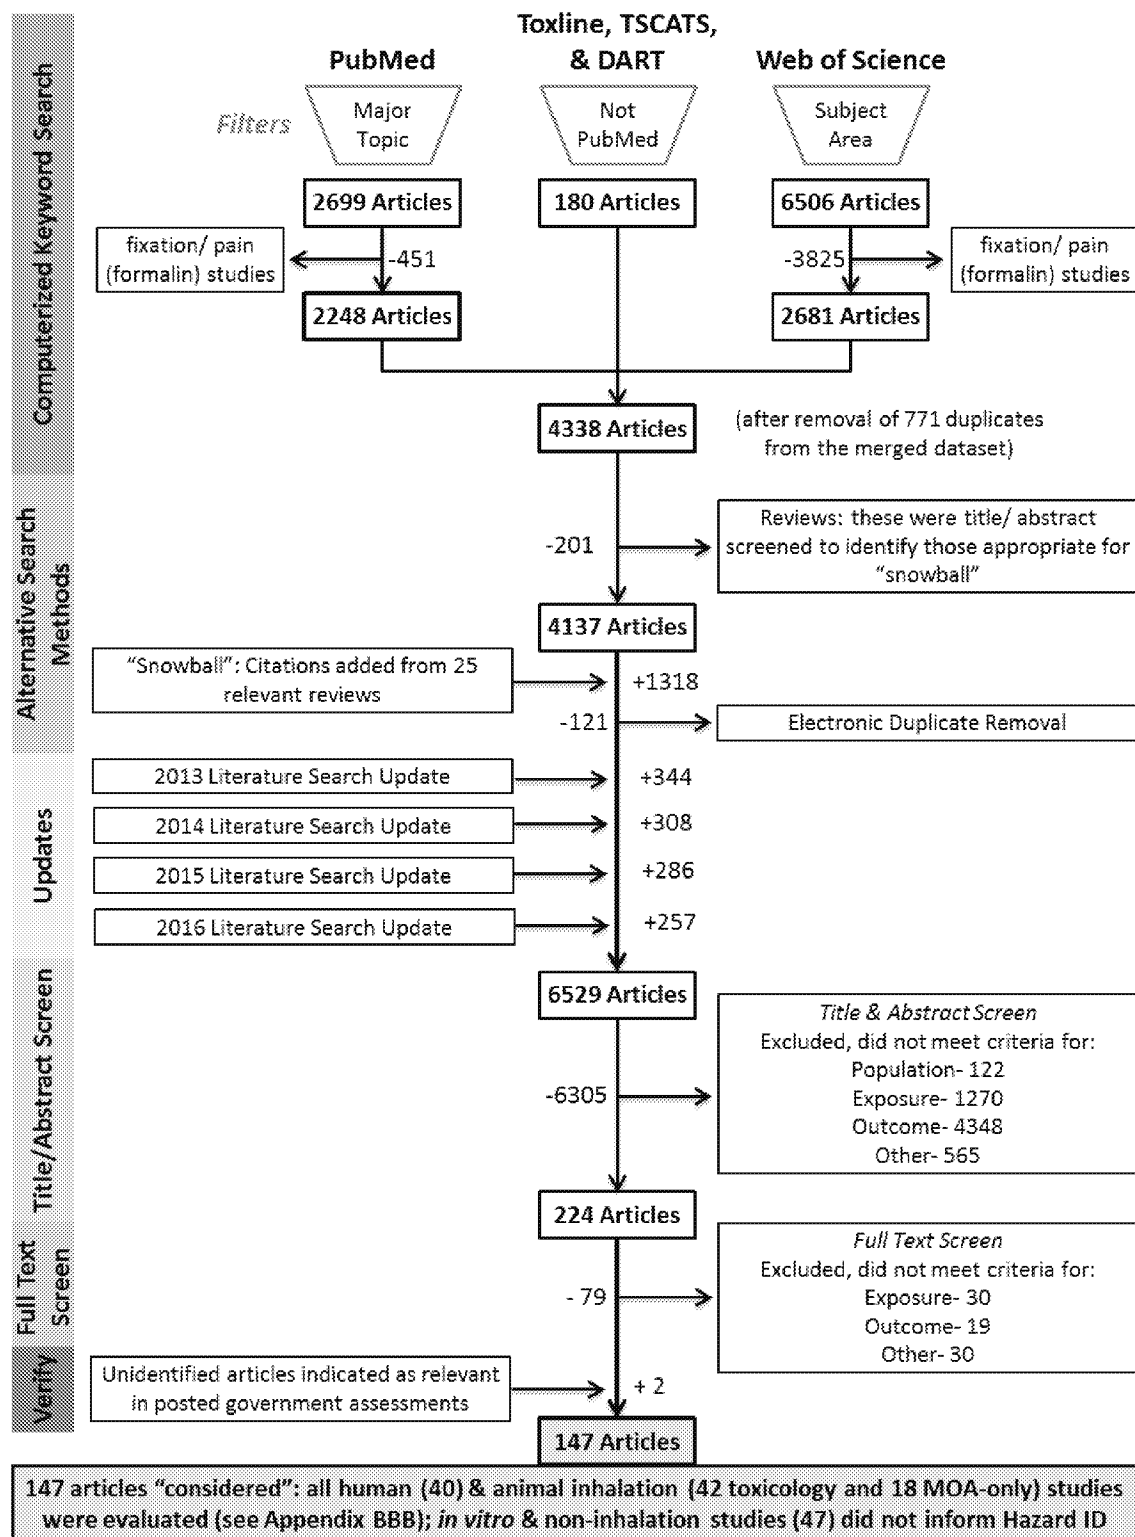 Computerized Keyword Search
Alternative Search
Methods
Updates
Title/Abstract Screen
Full Text
Screen
Verify
Toxline, TSCATS,
PubMed
& DART
Web of Science
Filters
Major
Topic
Not
PubMed
Subject
Area
2699 Articles
180 Articles
6506 Articles
fixation/ pain
(formalin) studies
-451
-3825
fixation/ pain
(formalin) studies
2248 Articles
2681 Articles
4338 Articles
(after removal of 771 duplicates
from the merged dataset)
-201
Reviews: these were title/ abstract
screened to identify those appropriate for
“snowball”
4137 Articles
“Snowball”: Citations added from 25
relevant reviews
+1318
-121
Electronic Duplicate Removal
2013 Literature Search Update
+344
2014 Literature Search Update
+308
2015 Literature Search Update
+286
2016 Literature Search Update
+257
6529 Articles
-6305
Title & Abstract Screen
Excluded, did not meet criteria for:
Population- 122
Exposure- 1270
Outcome- 4348
Other- 565
224 Articles
- 79
Full Text Screen
Excluded, did not meet criteria for:
Exposure- 30
Outcome- 19
Other- 30
Unidentified articles indicated as relevant
in posted government assessments
+ 2
147 Articles
147 articles “considered”: all human (40) & animal inhalation (42 toxicology and 18 MOA-only) studies
were evaluated (see Appendix BBB); in vitro & non-inhalation studies (47) did not inform Hazard ID